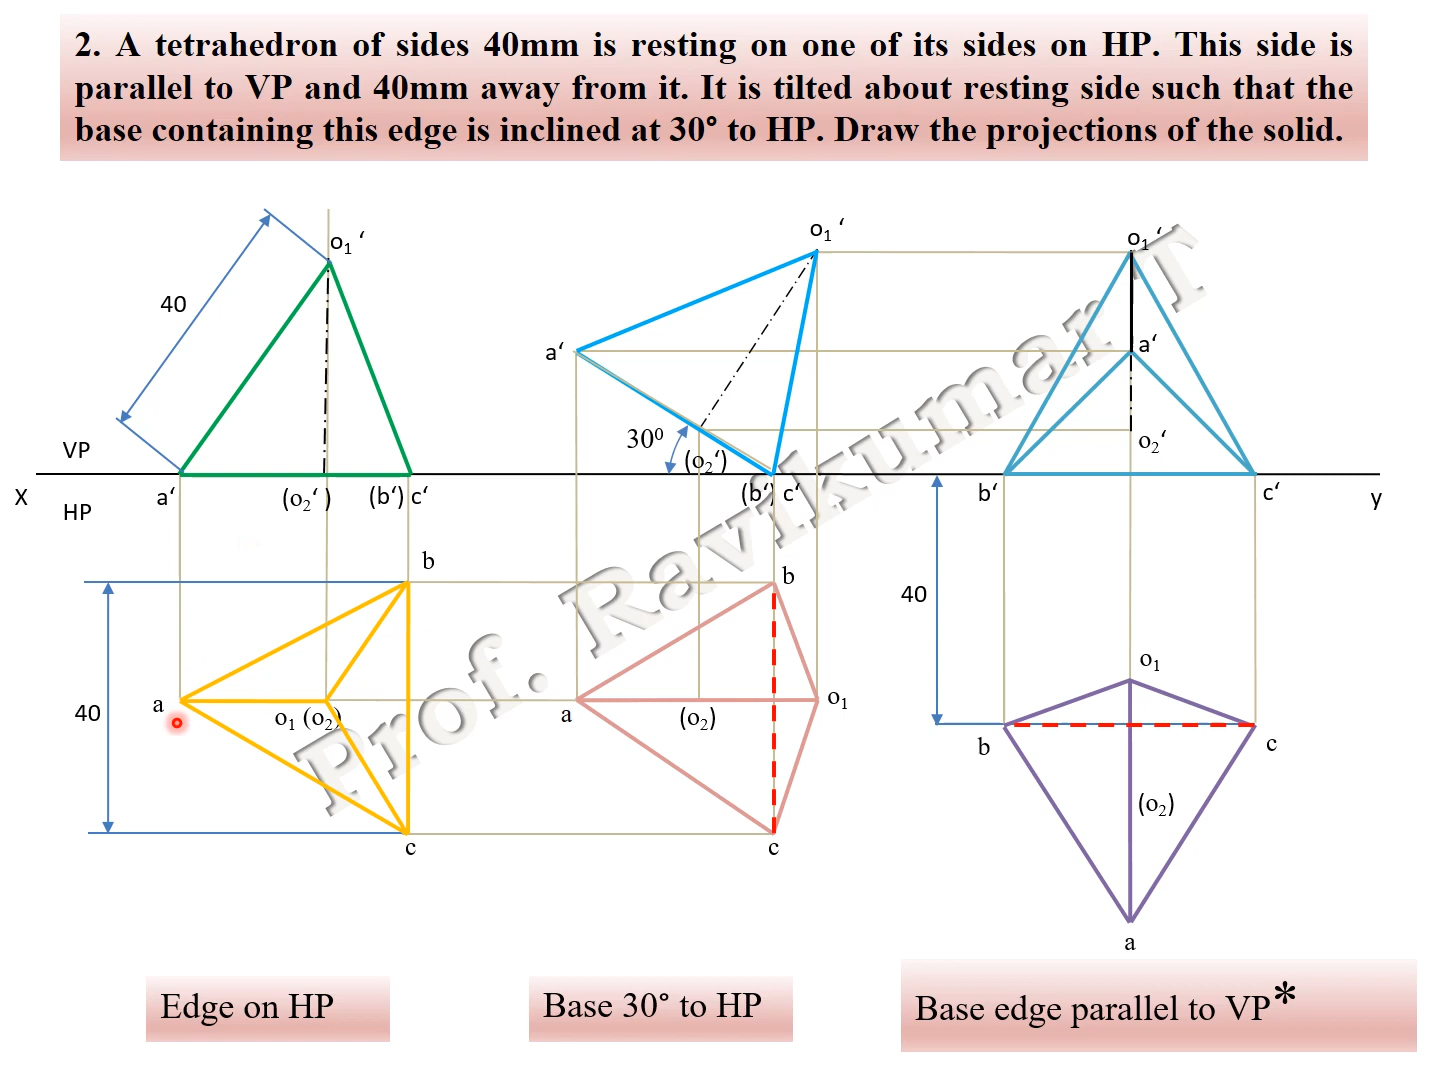 2. A tetrahedron of sides 40mm is resting on one of its sides on HP. This side is
parallel to VP and 40mm away from it. It is tilted about resting side such that the
base containing this edge is inclined at 30° to HP. Draw the projections of the solid.
o₁ ‘
o₁ ‘
o₁ ‘
40
a‘
a‘
30⁰
(o₂‘)
o₂‘
VP
X
HP
a‘
(o₂‘ )
(b‘) c‘
(b‘) c‘
b‘
c‘
y
b
b
40
40
a
o₁ (o₂)
a
(o₂)
o₁
o₁
b
c
(o₂)
c
c
a
Prof. Ravikumar T
Edge on HP
Base 30° to HP
Base edge parallel to VP*